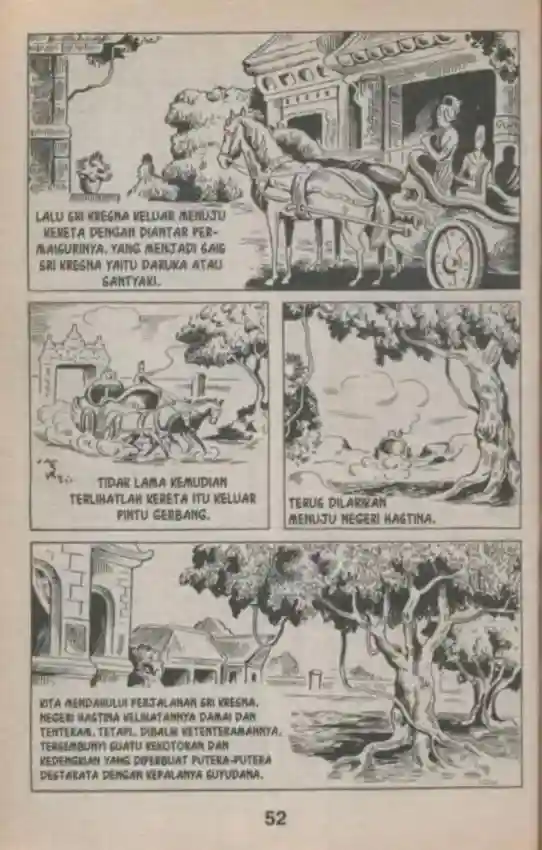 LALU SRI KRESNA KELUAR MENUJU
KERETA DENGAN DIANTAR PER-
MAISURINYA. YANG MENJADI SAIS
SRI KRESNA YAITU DARUKA ATAU
SANTYAKI.
TIDAK LAMA KEMUDIAN
TERLIHATLAH KERETA ITU KELUAR
PINTU GERBANG.
TERUS DILARIKAN
MENUJU NEGERI HASTINA.
KITA MENDAHULUI PERJALANAN SRI KRESNA.
NEGERI HASTINA KELIHATANNYA DAMAI DAN
TENTERAM. TETAPI.. DIBALIK KETENTERAMANNYA,
TERSEMBUNYI SUATU KEKOTORAN DAN
KEDENGKIAN YANG DIPERBUAT PUTERA-PUTERA
DESTARATA DENGAN KEPALANYA SUYUDANA.
52